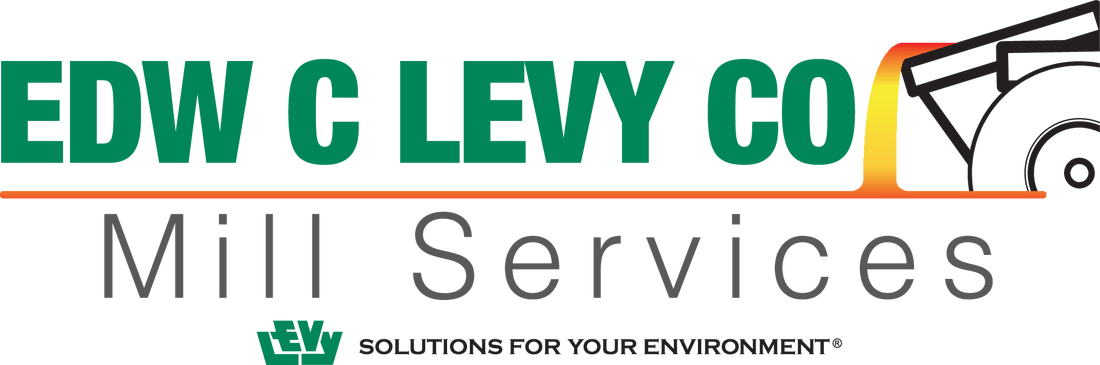 EDW C LEVY CO
Mill Services
LEVY SOLUTIONS FOR YOUR ENVIRONMENT®